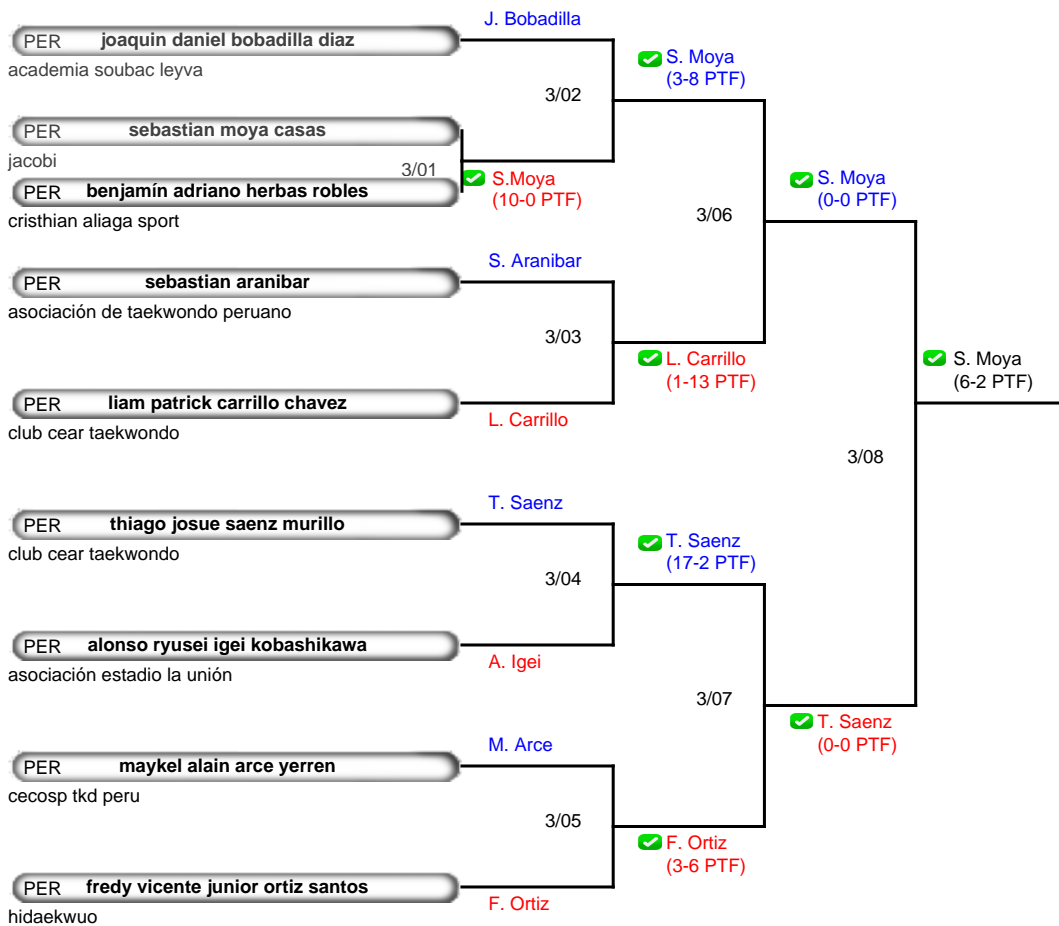 J. Bobadilla
PER joaquin daniel bobadilla diaz
academia soubac leyva
3/02
S. Moya
(3-8 PTF)
PER sebastian moya casas
jacobi
3/01
S.Moya
(10-0 PTF)
PER benjamín adriano herbas robles
cristhian aliaga sport
3/06
S. Moya
(0-0 PTF)
S. Aranibar
PER sebastian aranibar
asociación de taekwondo peruano
3/03
L. Carrillo
(1-13 PTF)
PER liam patrick carrillo chavez
club cear taekwondo
L. Carrillo
S. Moya
(6-2 PTF)
3/08
T. Saenz
PER thiago josue saenz murillo
club cear taekwondo
3/04
T. Saenz
(17-2 PTF)
PER alonso ryusei igei kobashikawa
asociación estadio la unión
A. Igei
3/07
T. Saenz
(0-0 PTF)
M. Arce
PER maykel alain arce yerren
cecosp tkd peru
3/05
F. Ortiz
(3-6 PTF)
PER fredy vicente junior ortiz santos
hidaekwuo
F. Ortiz